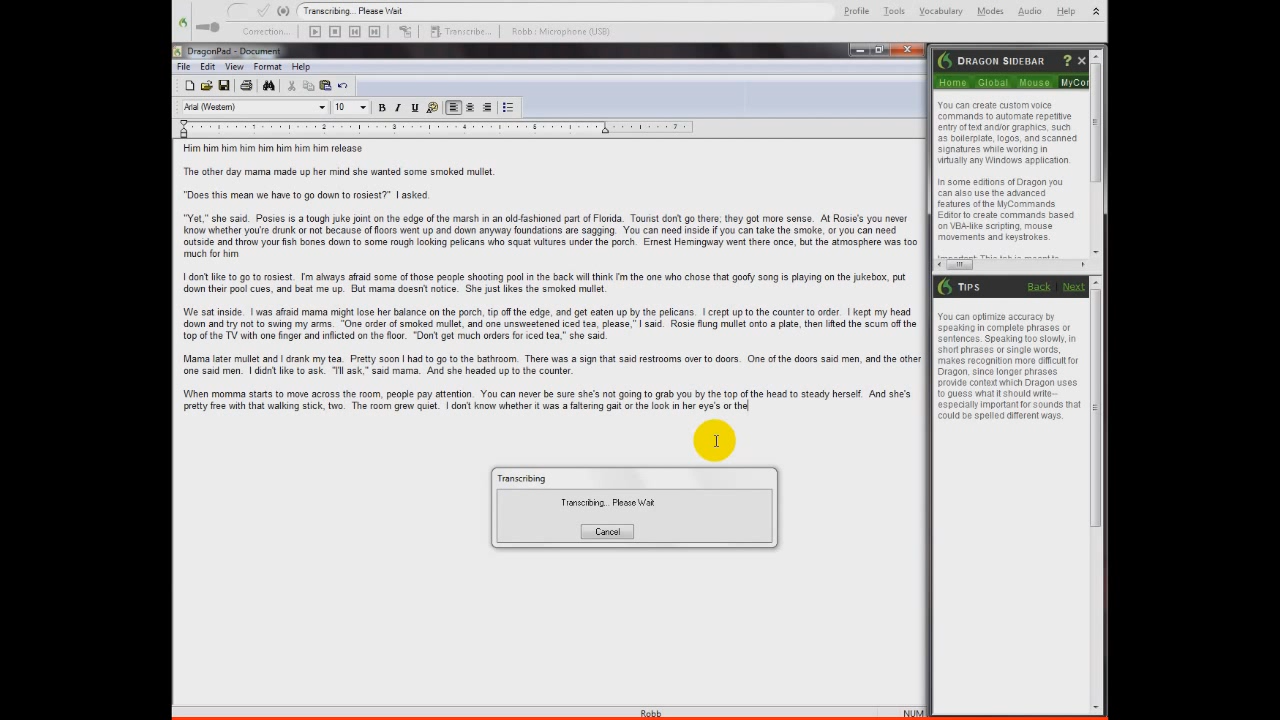 Transcribing... Please Wait
Profile Tools Vocabulary Modes Audio Help
Correction... Transcribe... Robb : Microphone (USB)
DragonPad - Document
File Edit View Format Help
Arial (Western) 10 B I U
1 2 3 4 5 6 7
Him him him him him him him him release
The other day mama made up her mind she wanted some smoked mullet.
"Does this mean we have to go down to rosiest?" I asked.
"Yet," she said. Posies is a tough juke joint on the edge of the marsh in an old-fashioned part of Florida. Tourist don't go there; they got more sense. At Rosie's you never
know whether you're drunk or not because of floors went up and down anyway foundations are sagging. You can need inside if you can take the smoke, or you can need
outside and throw your fish bones down to some rough looking pelicans who squat vultures under the porch. Ernest Hemingway went there once, but the atmosphere was too
much for him
I don't like to go to rosiest. I'm always afraid some of those people shooting pool in the back will think I'm the one who chose that goofy song is playing on the jukebox, put
down their pool cues, and beat me up. But mama doesn't notice. She just likes the smoked mullet.
We sat inside. I was afraid mama might lose her balance on the porch, tip off the edge, and get eaten up by the pelicans. I crept up to the counter to order. I kept my head
down and try not to swing my arms. "One order of smoked mullet, and one unsweetened iced tea, please," I said. Rosie flung mullet onto a plate, then lifted the scum off the
top of the TV with one finger and inflicted on the floor. "Don't get much orders for iced tea," she said.
Mama later mullet and I drank my tea. Pretty soon I had to go to the bathroom. There was a sign that said restrooms over to doors. One of the doors said men, and the other
one said men. I didn't like to ask. "I'll ask," said mama. And she headed up to the counter.
When momma starts to move across the room, people pay attention. You can never be sure she's not going to grab you by the top of the head to steady herself. And she's
pretty free with that walking stick, two. The room grew quiet. I don't know whether it was a faltering gait or the look in her eye's or the
Transcribing
Transcribing... Please Wait
Cancel
Robb NUM
DRAGON SIDEBAR ?
Home Global Mouse MyCor
You can create custom voice
commands to automate repetitive
entry of text and/or graphics, such
as boilerplate, logos, and scanned
signatures while working in
virtually any Windows application.
In some editions of Dragon you
can also use the advanced
features of the MyCommands
Editor to create commands based
on VBA-like scripting, mouse
movements and keystrokes.
TIPS Back Next
You can optimize accuracy by
speaking in complete phrases or
sentences. Speaking too slowly, in
short phrases or single words,
makes recognition more difficult for
Dragon, since longer phrases
provide context which Dragon uses
to guess what it should write--
especially important for sounds that
could be spelled different ways.